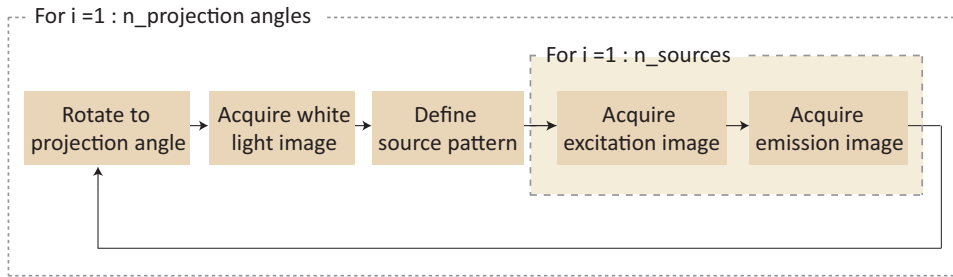 For i =1 : n_projection angles
For i =1 : n_sources
Rotate to
projection angle
Acquire white
light image
Define
source pattern
Acquire
excitation image
Acquire
emission image